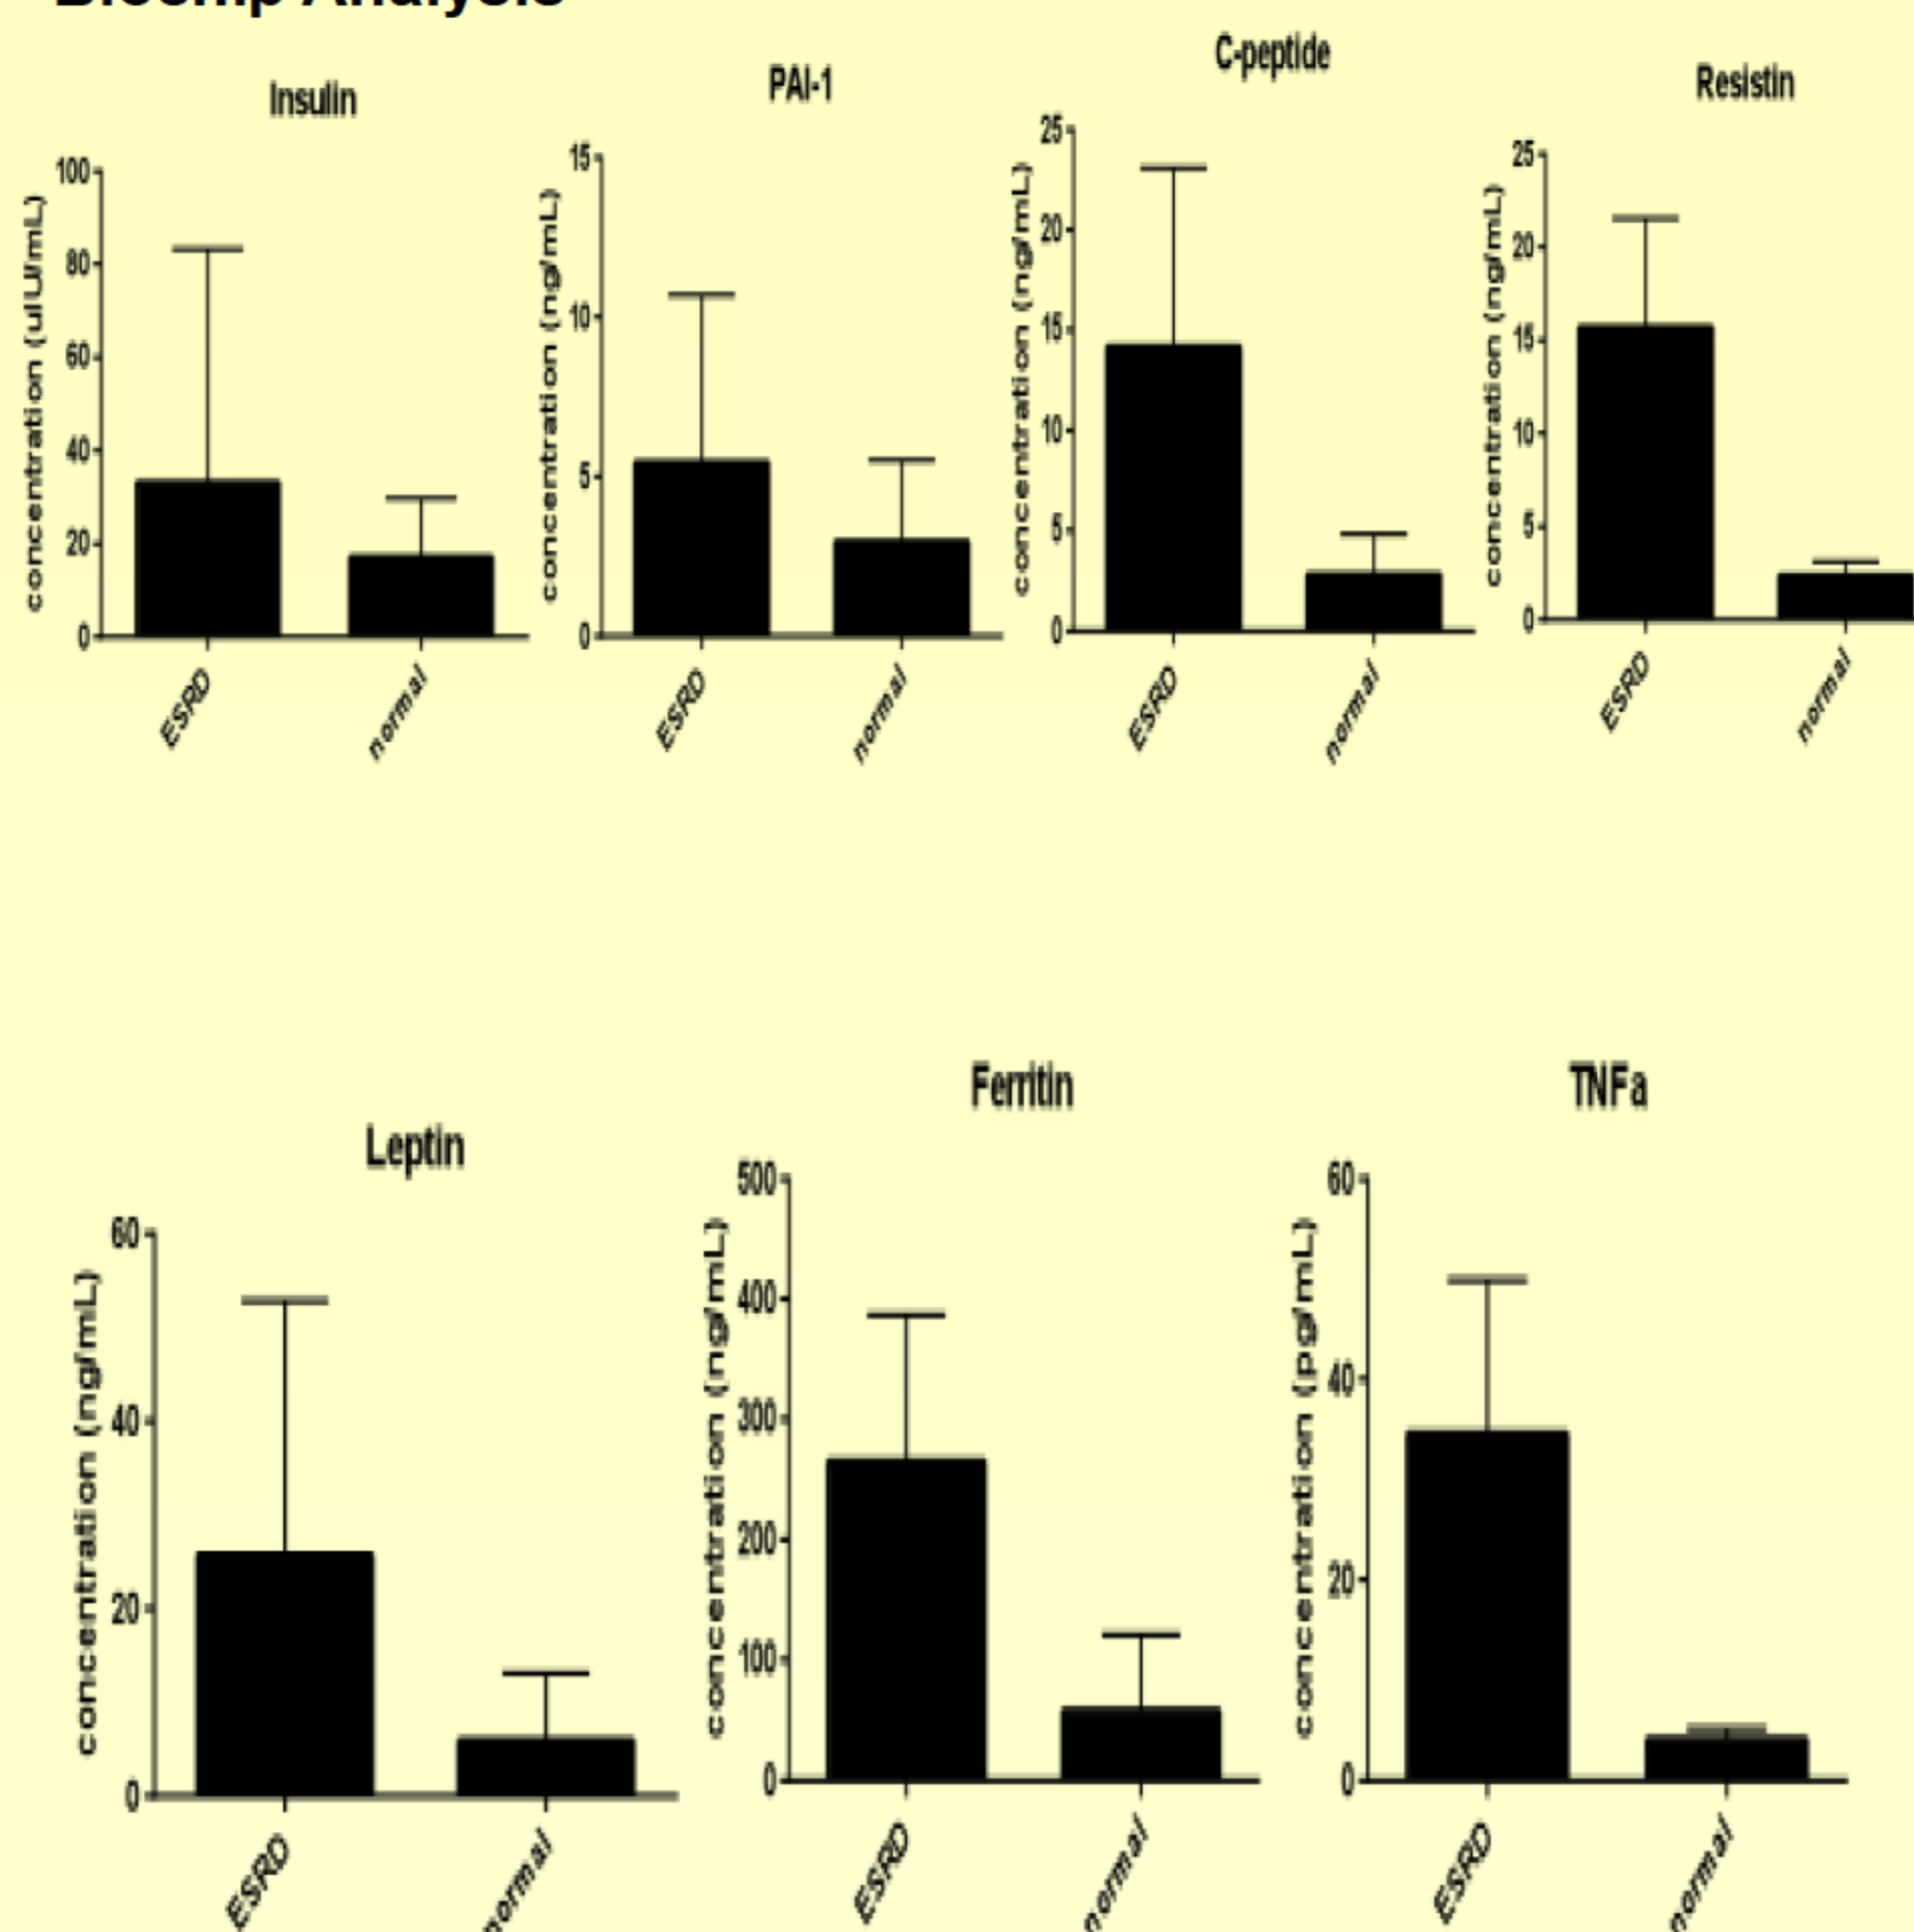 Biochip Analysis
Insulin
concentration (uIU/mL)
100
80
60
40
20
0
ESRD
normal
PAI-1
concentration (ng/mL)
15
10
5
0
ESRD
normal
C-peptide
concentration (ng/mL)
25
20
15
10
5
0
ESRD
normal
Resistin
concentration (ng/mL)
25
20
15
10
5
0
ESRD
normal
Leptin
concentration (ng/mL)
60
40
20
0
ESRD
normal
Ferritin
concentration (ng/mL)
500
400
300
200
100
0
ESRD
normal
TNFa
concentration (pg/mL)
60
40
20
0
ESRD
normal